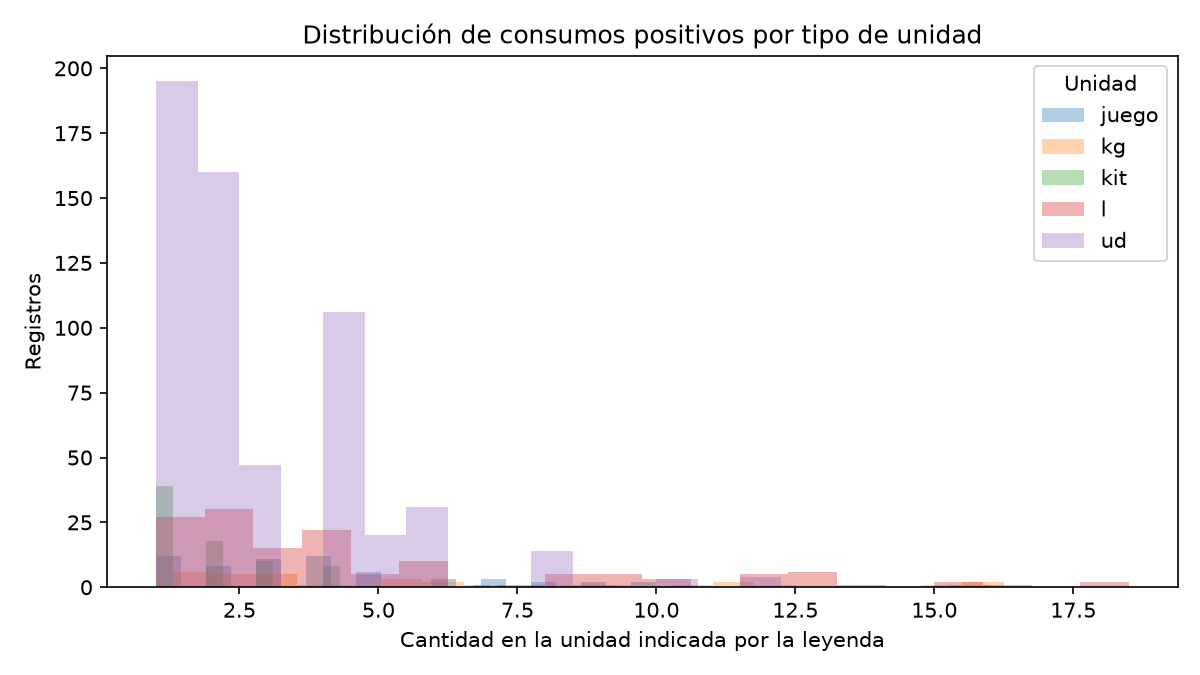 Distribución de consumos positivos por tipo de unidad
200
175
150
125
100
75
50
25
0
Registros
Unidad
juego
kg
kit
l
ud
2.5 5.0 7.5 10.0 12.5 15.0 17.5
Cantidad en la unidad indicada por la leyenda